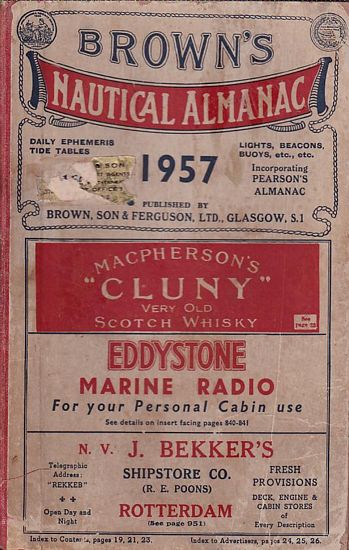 BROWN'S
NAUTICAL ALMANAC
DAILY EPHEMERIS
TIDE TABLES
1957
LIGHTS, BEACONS,
BUOYS, etc., etc.
Incorporating
PEARSON'S
ALMANAC
PUBLISHED BY
BROWN, SON & FERGUSON, LTD., GLASGOW, S.1
MACPHERSON'S
"CLUNY"
VERY OLD
SCOTCH WHISKY
See
EDDYSTONE
MARINE RADIO
For your Personal Cabin use
See details on insert facing pages 840-841
N. V. J. BEKKER'S
Telegraphic
Address:
"REKKEB"
Open Day and
Night
SHIPSTORE CO.
(R. E. POONS)
ROTTERDAM
(See page 951)
FRESH
PROVISIONS
DECK, ENGINE &
CABIN STORES
of
Every Description
Index to Contents, pages 19, 21, 23.
Index to Advertisers, pages 24, 25, 26.